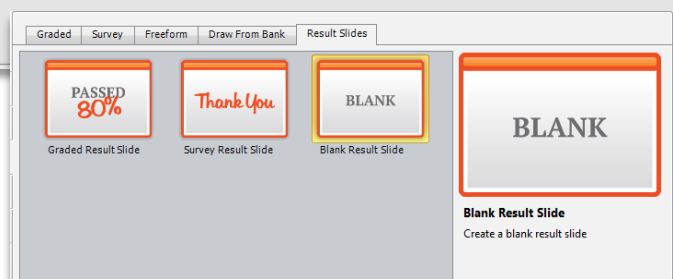 Graded Survey Freeform Draw From Bank Result Slides
PASSED
80%
Thank You
BLANK
Graded Result Slide
Survey Result Slide
Blank Result Slide
BLANK
Blank Result Slide
Create a blank result slide